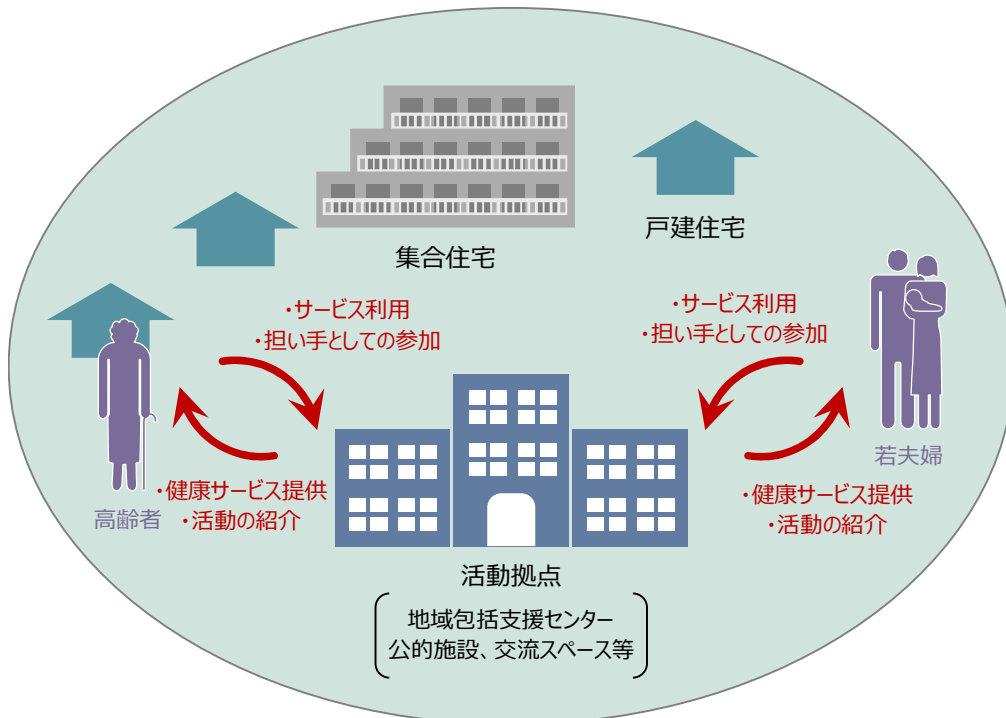 集合住宅
戸建住宅
・サービス利用
・担い手としての参加
・サービス利用
・担い手としての参加
高齢者
・健康サービス提供
・活動の紹介
若夫婦
・健康サービス提供
・活動の紹介
活動拠点
地域包括支援センター
公的施設、交流スペース等